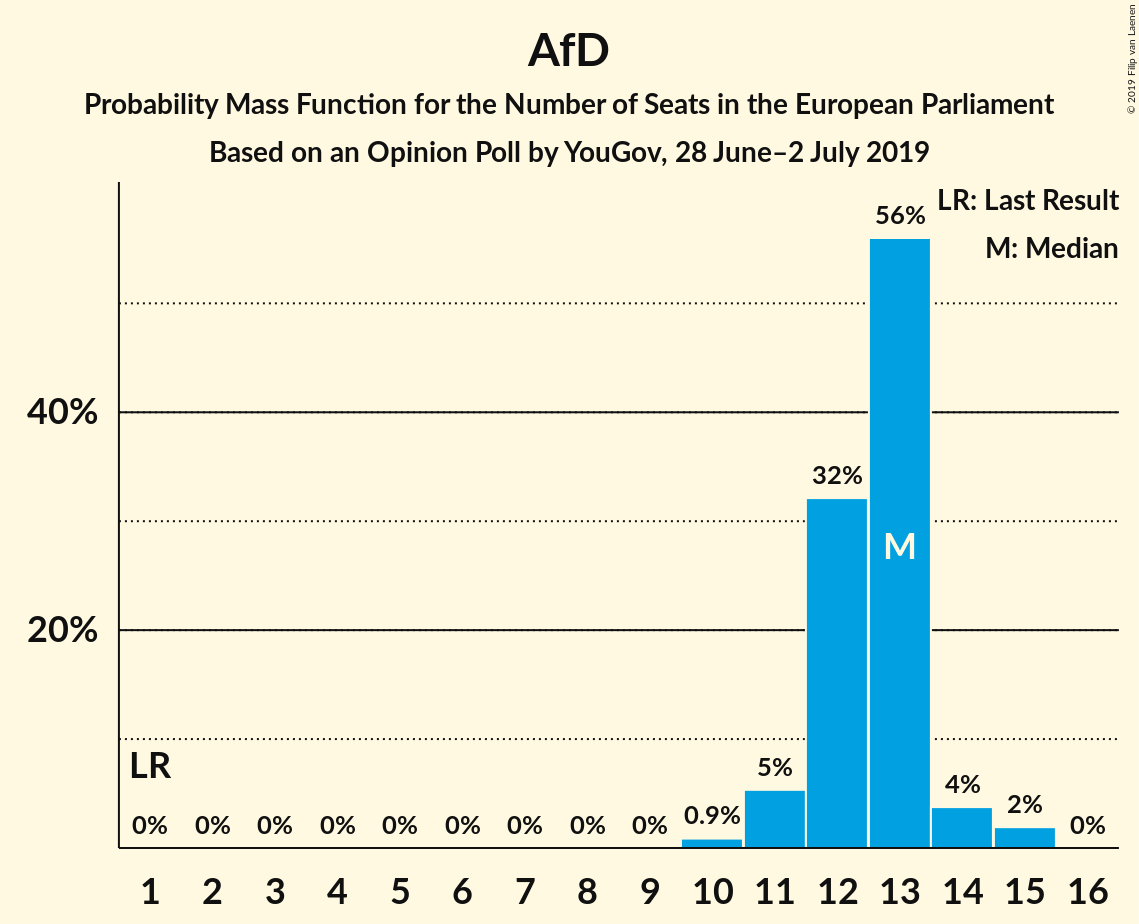 AfD
Probability Mass Function for the Number of Seats in the European Parliament
Based on an Opinion Poll by YouGov, 28 June–2 July 2019
© 2019 Filip van Laenen
LR: Last Result
M: Median
56%
40%
32%
M
20%
LR
5%
4%
2%
0.9%
0% 0% 0% 0% 0% 0% 0% 0% 0% 0%
1 2 3 4 5 6 7 8 9 10 11 12 13 14 15 16